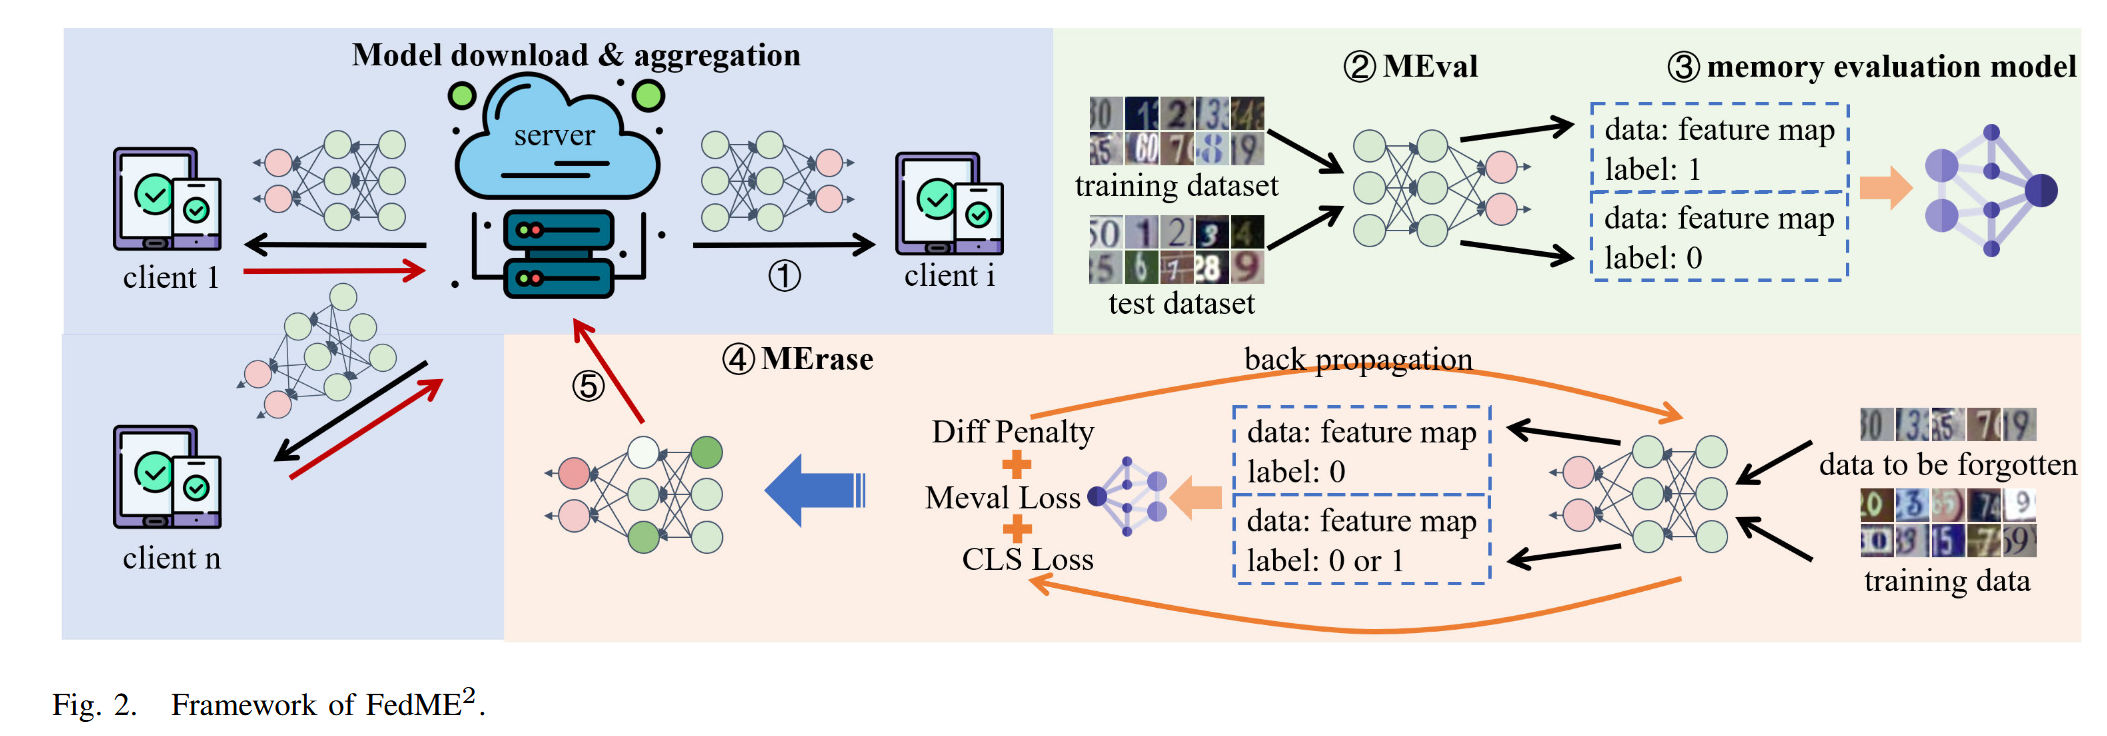 Model download & aggregation
server
client 1
①
client i
client n
② MEval
training dataset
test dataset
③ memory evaluation model
data: feature map
label: 1
data: feature map
label: 0
④ MErase
⑤
back propagation
Diff Penalty
Meval Loss
CLS Loss
data: feature map
label: 0
data: feature map
label: 0 or 1
data to be forgotten
training data
Fig. 2. Framework of FedME².